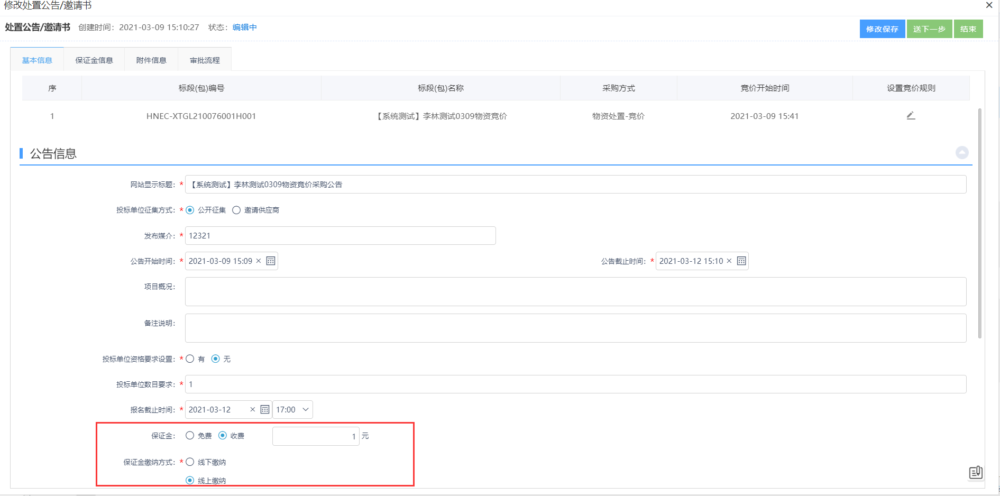 修改处置公告/邀请书
处置公告/邀请书 创建时间：2021-03-09 15:10:27 状态：编辑中 修改保存 送下一步 结束
基本信息 保证金信息 附件信息 审批流程
序 标段(包)编号 标段(包)名称 采购方式 竞价开始时间 设置竞价规则
1 HNEC-XTGL210076001H001 【系统测试】李林测试0309物资竞价 物资处置-竞价 2021-03-09 15:41
公告信息
网站显示标题：* 【系统测试】李林测试0309物资竞价采购公告
投标单位征集方式：* 公开征集 邀请供应商
发布媒介：* 12321
公告开始时间：* 2021-03-09 15:09 公告截止时间：* 2021-03-12 15:10
项目概况：
备注说明：
投标单位资格要求设置：* 有 无
投标单位数目要求：* 1
报名截止时间：* 2021-03-12 17:00
保证金： 免费 收费 1 元
保证金缴纳方式：* 线下缴纳
线上缴纳